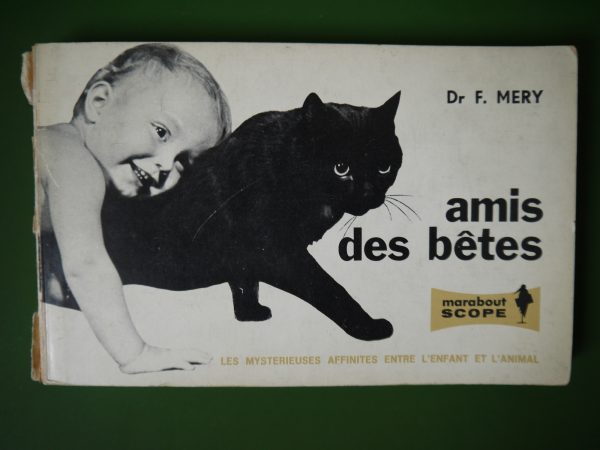 Dr F. MERY
amis
des bêtes
marabout
SCOPE
LES MYSTERIEUSES AFFINITES ENTRE L'ENFANT ET L'ANIMAL